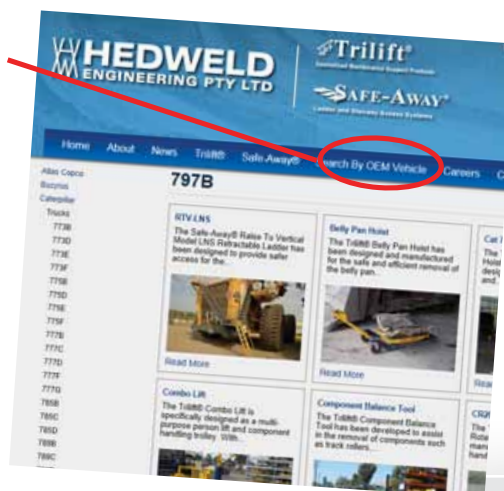 HEDWELD
ENGINEERING PTY LTD
Trilift®
SAFE-AWAY®
Ladder and Stairway Access Systems
Home About News Trilift® Safe-Away® Search By OEM Vehicle Careers
Atlas Copco
Bucyrus
Caterpillar
Trucks
773B
773D
773E
773F
775B
775D
775E
775F
777B
777C
777D
777F
777G
785B
785C
785D
789B
789C
797B
RTV-LNS
The Safe-Away® Raise To Vertical
Model LNS Retractable Ladder has
been designed to provide safer
access for the...
Read More
Belly Pan Hoist
The Trilift® Belly Pan Hoist has
been designed and manufactured
for the safe and efficient removal of
the belly pan...
Read More
Combo Lift
The Trilift® Combo Lift is
specifically designed as a multi-
purpose person lift and component
handling trolley. With...
Component Balance Tool
The Trilift® Component Balance
Tool has been developed to assist
in the removal of components such
as track rollers...